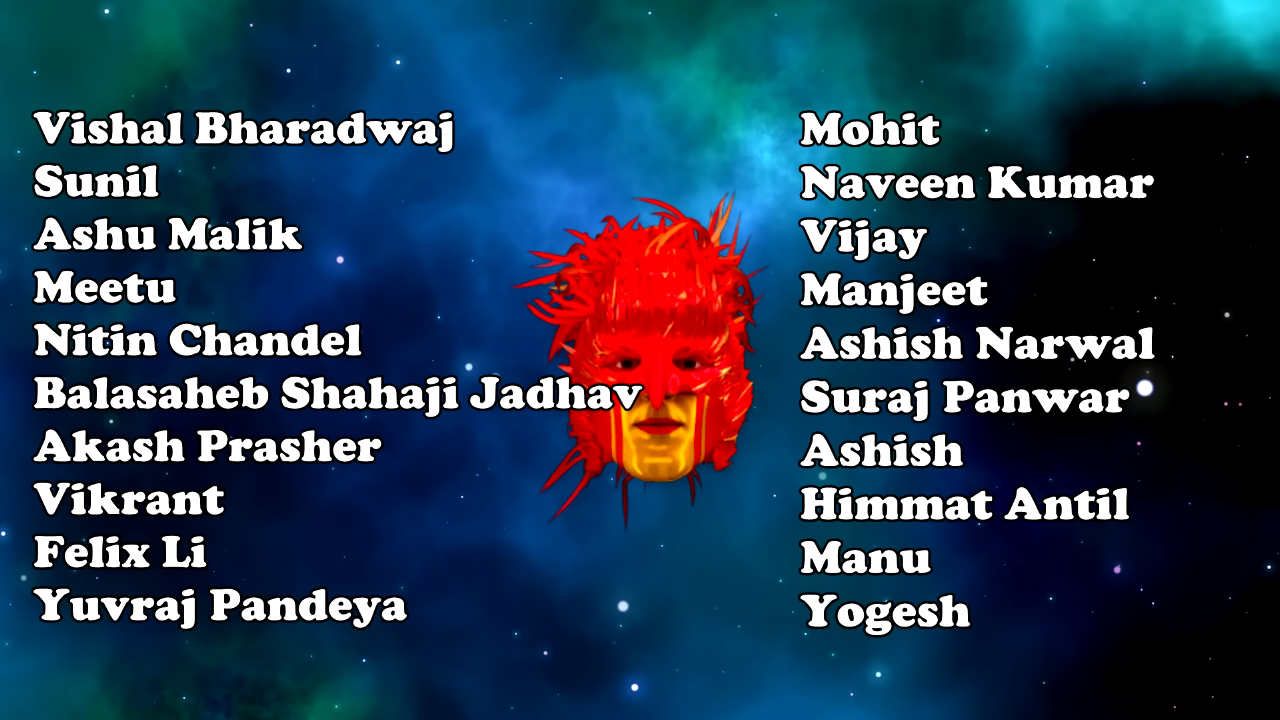 Vishal Bharadwaj
Sunil
Ashu Malik
Meetu
Nitin Chandel
Balasaheb Shahaji Jadhav
Akash Prasher
Vikrant
Felix Li
Yuvraj Pandeya
Mohit
Naveen Kumar
Vijay
Manjeet
Ashish Narwal
Suraj Panwar
Ashish
Himmat Antil
Manu
Yogesh